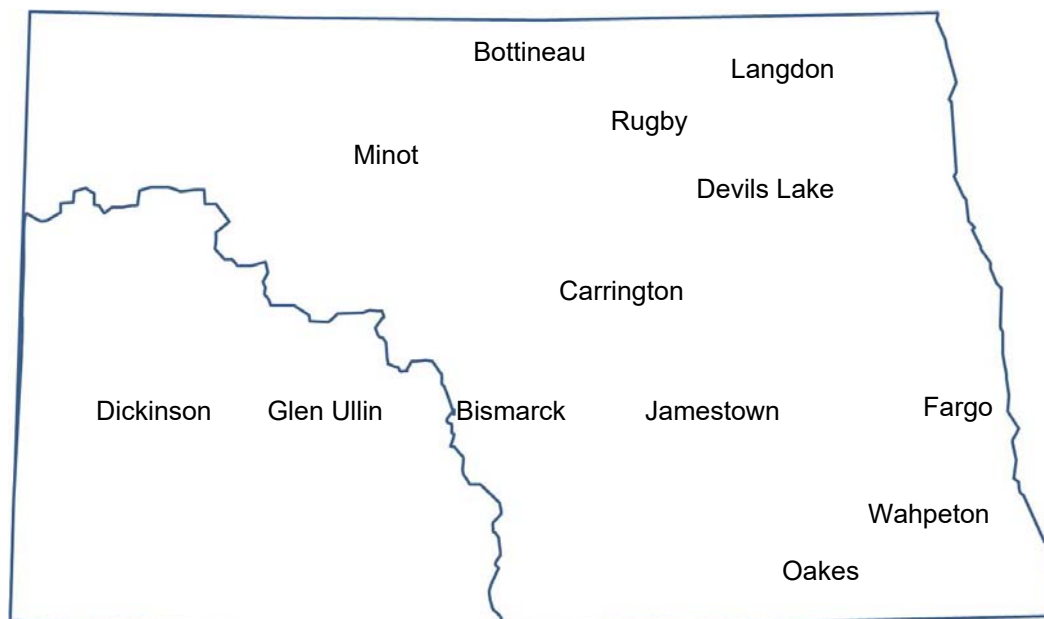 Bottineau
Langdon
Rugby
Minot
Devils Lake
Carrington
Dickinson
Glen Ullin
Bismarck
Jamestown
Fargo
Wahpeton
Oakes